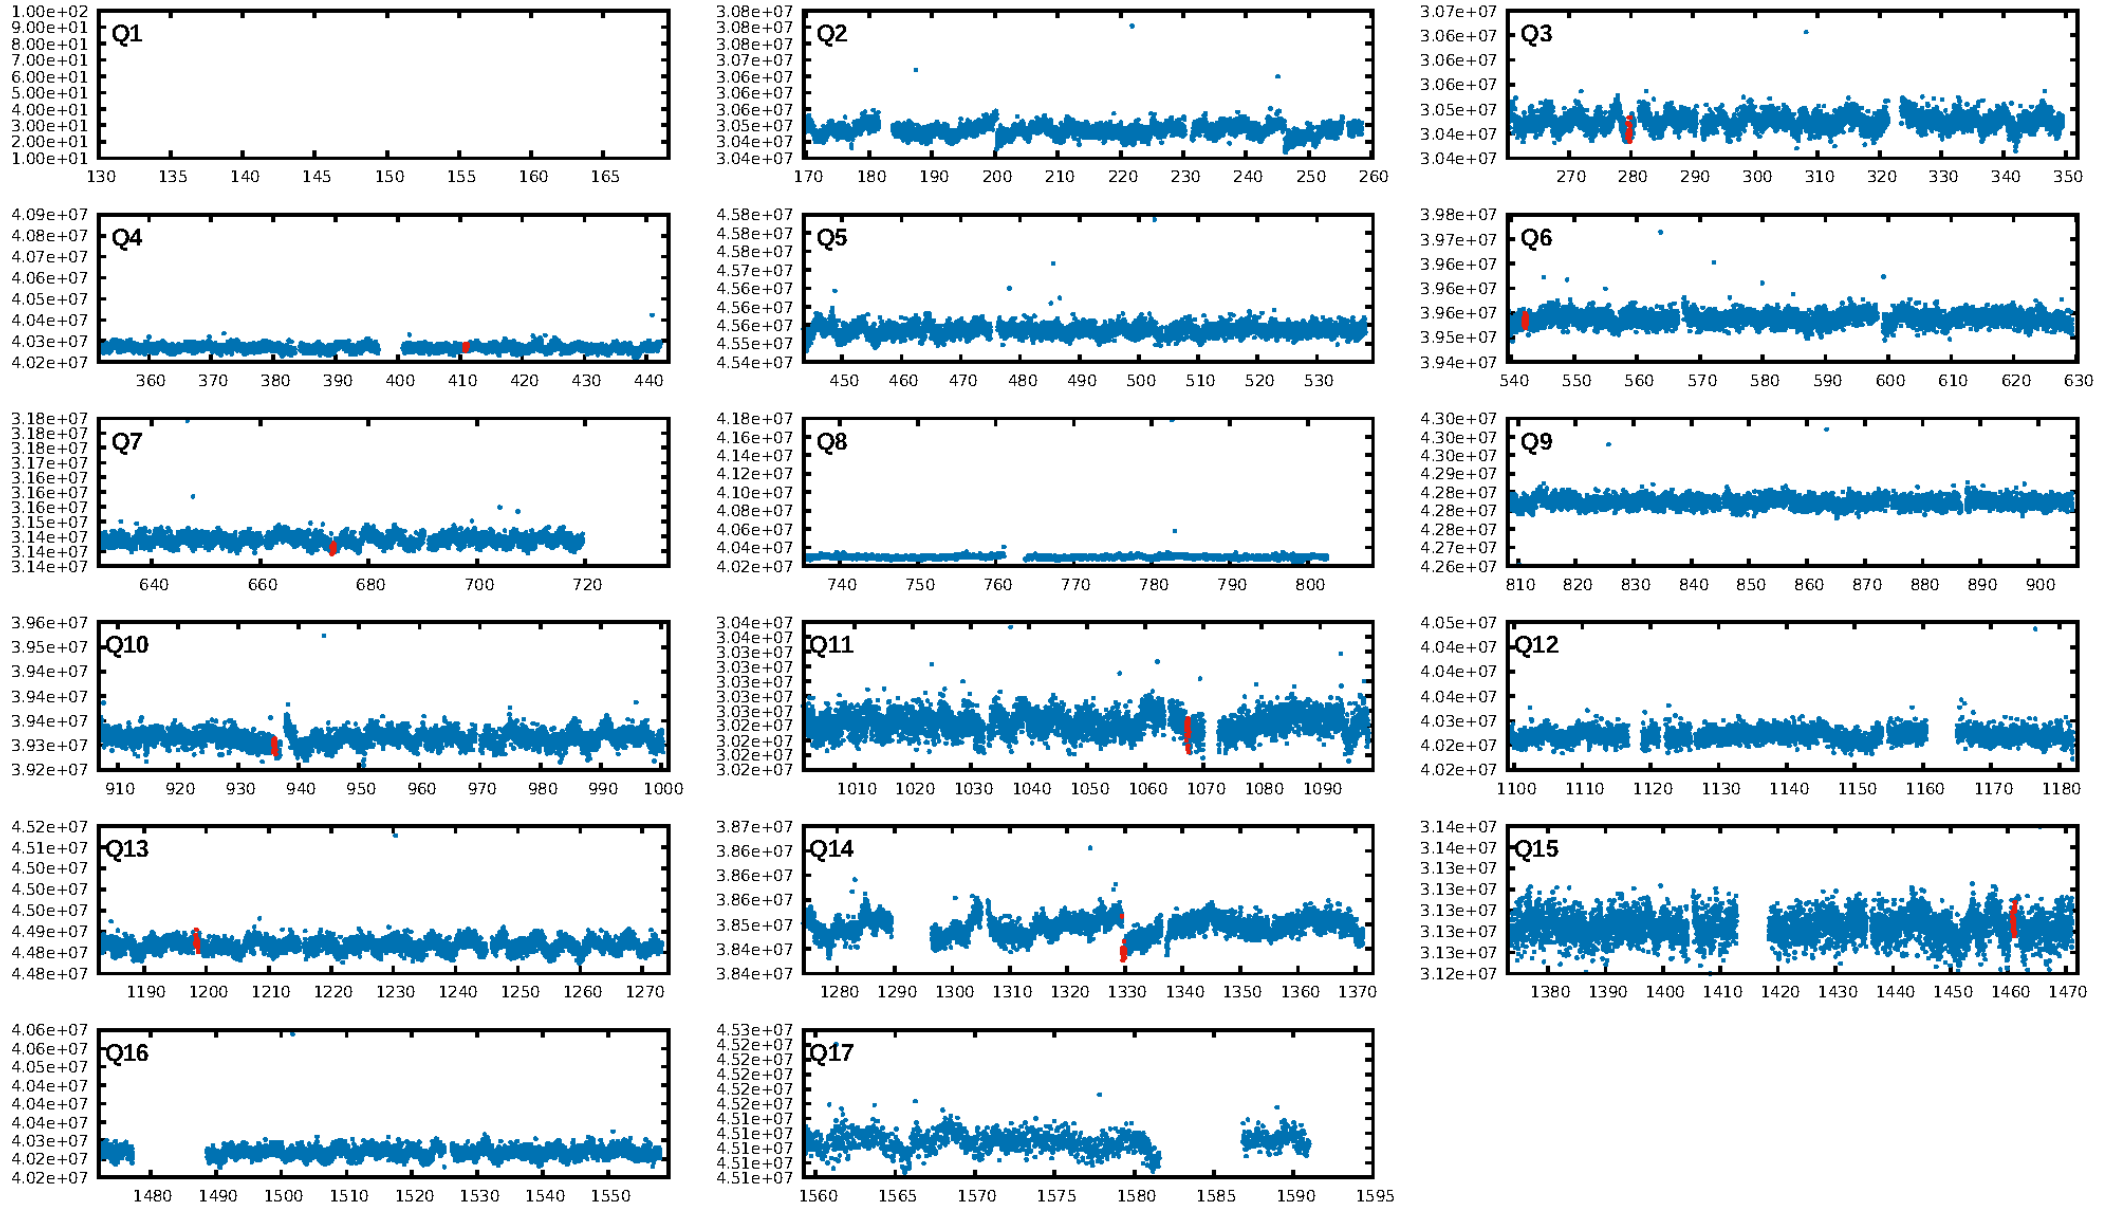 Q1
1.00e+02
9.00e+01
8.00e+01
7.00e+01
6.00e+01
5.00e+01
4.00e+01
3.00e+01
2.00e+01
1.00e+01
130 135 140 145 150 155 160 165
Q2
3.08e+07
3.08e+07
3.08e+07
3.07e+07
3.06e+07
3.06e+07
3.06e+07
3.05e+07
3.04e+07
3.04e+07
170 180 190 200 210 220 230 240 250 260
Q3
3.07e+07
3.06e+07
3.06e+07
3.05e+07
3.05e+07
3.04e+07
3.04e+07
270 280 290 300 310 320 330 340 350
Q4
4.09e+07
4.08e+07
4.07e+07
4.06e+07
4.05e+07
4.04e+07
4.03e+07
4.02e+07
360 370 380 390 400 410 420 430 440
Q5
4.58e+07
4.58e+07
4.57e+07
4.57e+07
4.56e+07
4.56e+07
4.56e+07
4.55e+07
4.54e+07
450 460 470 480 490 500 510 520 530
Q6
3.98e+07
3.97e+07
3.96e+07
3.96e+07
3.96e+07
3.95e+07
3.94e+07
540 550 560 570 580 590 600 610 620 630
Q7
3.18e+07
3.18e+07
3.17e+07
3.17e+07
3.16e+07
3.16e+07
3.16e+07
3.15e+07
3.14e+07
3.14e+07
3.14e+07
640 660 680 700 720
Q8
4.18e+07
4.16e+07
4.14e+07
4.12e+07
4.10e+07
4.08e+07
4.06e+07
4.04e+07
4.02e+07
740 750 760 770 780 790 800
Q9
4.30e+07
4.30e+07
4.30e+07
4.29e+07
4.28e+07
4.28e+07
4.28e+07
4.27e+07
4.26e+07
810 820 830 840 850 860 870 880 890 900
Q10
3.96e+07
3.95e+07
3.94e+07
3.94e+07
3.94e+07
3.93e+07
3.92e+07
910 920 930 940 950 960 970 980 990 1000
Q11
3.04e+07
3.04e+07
3.03e+07
3.03e+07
3.03e+07
3.03e+07
3.03e+07
3.02e+07
3.02e+07
3.02e+07
3.02e+07
1010 1020 1030 1040 1050 1060 1070 1080 1090
Q12
4.05e+07
4.04e+07
4.04e+07
4.04e+07
4.03e+07
4.02e+07
4.02e+07
1100 1110 1120 1130 1140 1150 1160 1170 1180
Q13
4.52e+07
4.51e+07
4.50e+07
4.50e+07
4.50e+07
4.49e+07
4.48e+07
4.48e+07
1190 1200 1210 1220 1230 1240 1250 1260 1270
Q14
3.87e+07
3.86e+07
3.86e+07
3.86e+07
3.85e+07
3.84e+07
3.84e+07
1280 1290 1300 1310 1320 1330 1340 1350 1360 1370
Q15
3.14e+07
3.14e+07
3.13e+07
3.13e+07
3.13e+07
3.13e+07
3.13e+07
3.12e+07
1380 1390 1400 1410 1420 1430 1440 1450 1460 1470
Q16
4.06e+07
4.06e+07
4.05e+07
4.04e+07
4.04e+07
4.04e+07
4.03e+07
4.02e+07
4.02e+07
1480 1490 1500 1510 1520 1530 1540 1550
Q17
4.53e+07
4.52e+07
4.52e+07
4.52e+07
4.52e+07
4.52e+07
4.51e+07
4.51e+07
4.51e+07
4.51e+07
4.51e+07
1560 1565 1570 1575 1580 1585 1590 1595